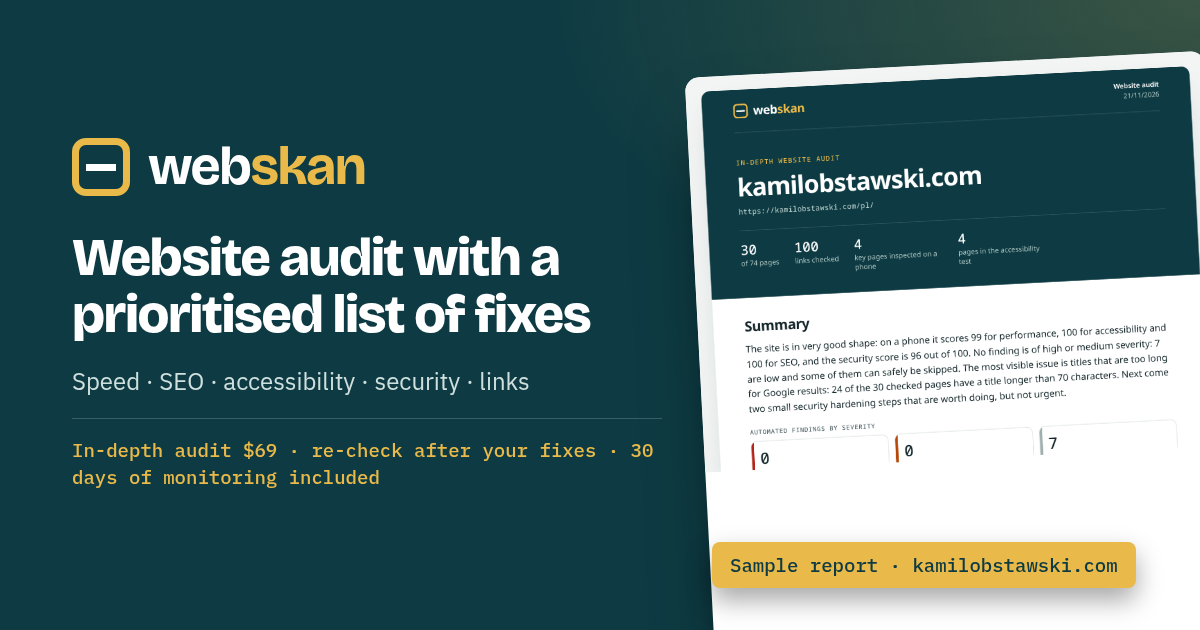 webskan
Website audit with a
prioritised list of fixes
Speed · SEO · accessibility · security · links
In-depth audit $69 · re-check after your fixes · 30
days of monitoring included
webskan
Website audit
21/11/2026
IN-DEPTH WEBSITE AUDIT
kamilobstawski.com
https://kamilobstawski.com/pl/
30
of 74 pages
100
links checked
4
key pages inspected on a
phone
4
pages in the accessibility
test
Summary
The site is in very good shape: on a phone it scores 99 for performance, 100 for accessibility and
100 for SEO, and the security score is 96 out of 100. No finding is of high or medium severity: 7
are low and some of them can safely be skipped. The most visible issue is titles that are too long
for Google results: 24 of the 30 checked pages have a title longer than 70 characters. Next come
two small security hardening steps that are worth doing, but not urgent.
AUTOMATED FINDINGS BY SEVERITY
0
0
7
Sample report · kamilobstawski.com